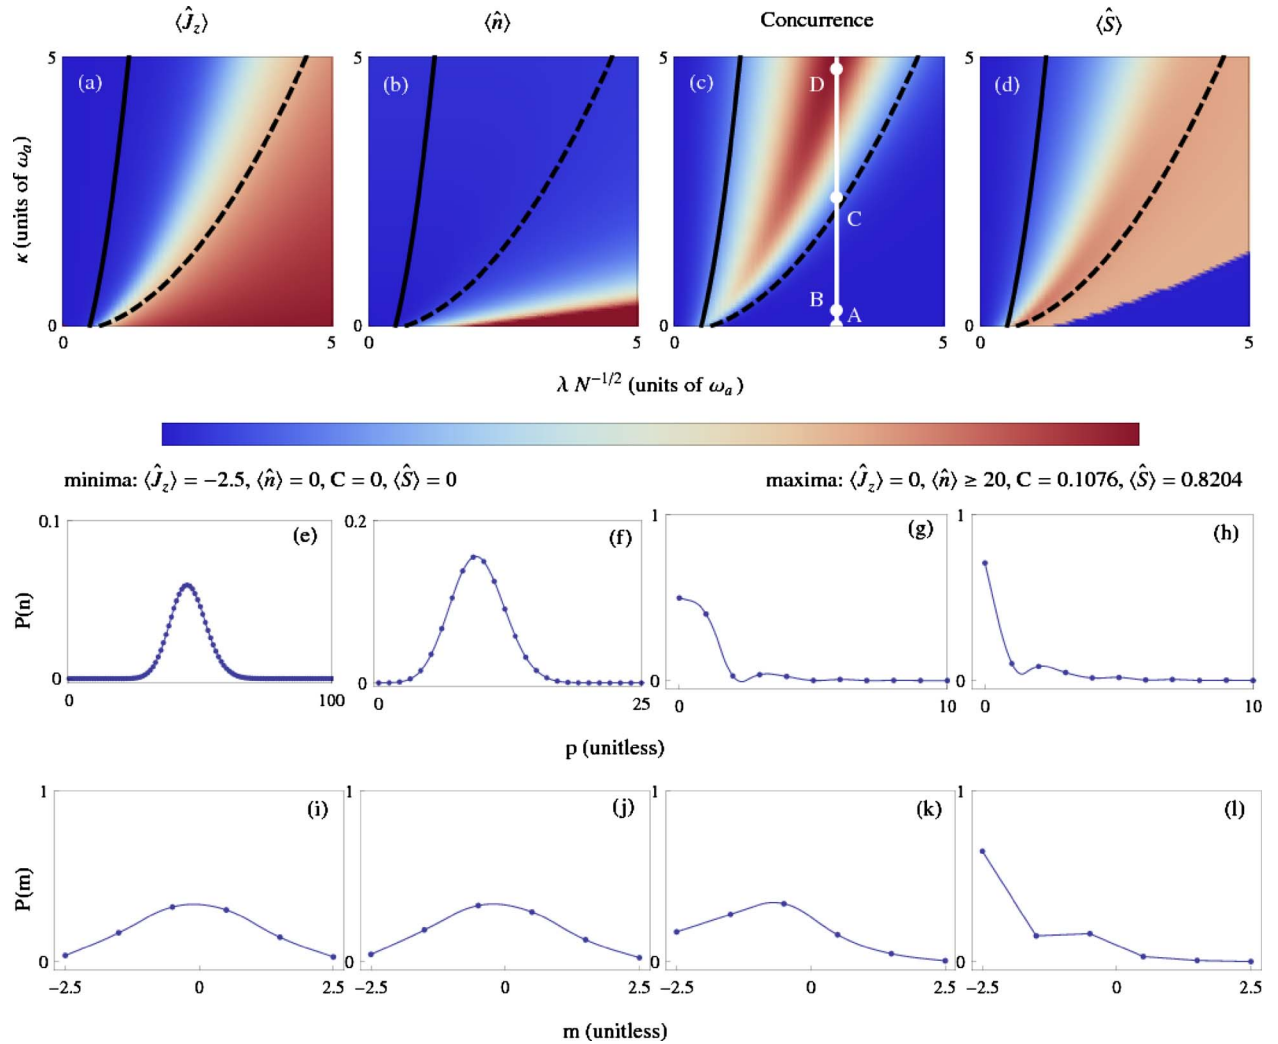 ⟨Ĵz⟩ ⟨n̂⟩ Concurrence ⟨Ŝ⟩
5 (a) 5 (b) 5 (c) D 5 (d)
C
B
A
κ (units of ωa)
0 0 0 0
0 5 0 5 0 5 0 5
λ N^−1/2 (units of ωa)
minima: ⟨Ĵz⟩ = −2.5, ⟨n̂⟩ = 0, C = 0, ⟨Ŝ⟩ = 0 maxima: ⟨Ĵz⟩ = 0, ⟨n̂⟩ ≥ 20, C = 0.1076, ⟨Ŝ⟩ = 0.8204
0.1 (e) 0.2 (f) 1 (g) 1 (h)
P(n)
0 0 0 0
0 100 0 25 0 10 0 10
p (unitless)
1 (i) 1 (j) 1 (k) 1 (l)
P(m)
0 0 0 0
−2.5 0 2.5 −2.5 0 2.5 −2.5 0 2.5 −2.5 0 2.5
m (unitless)